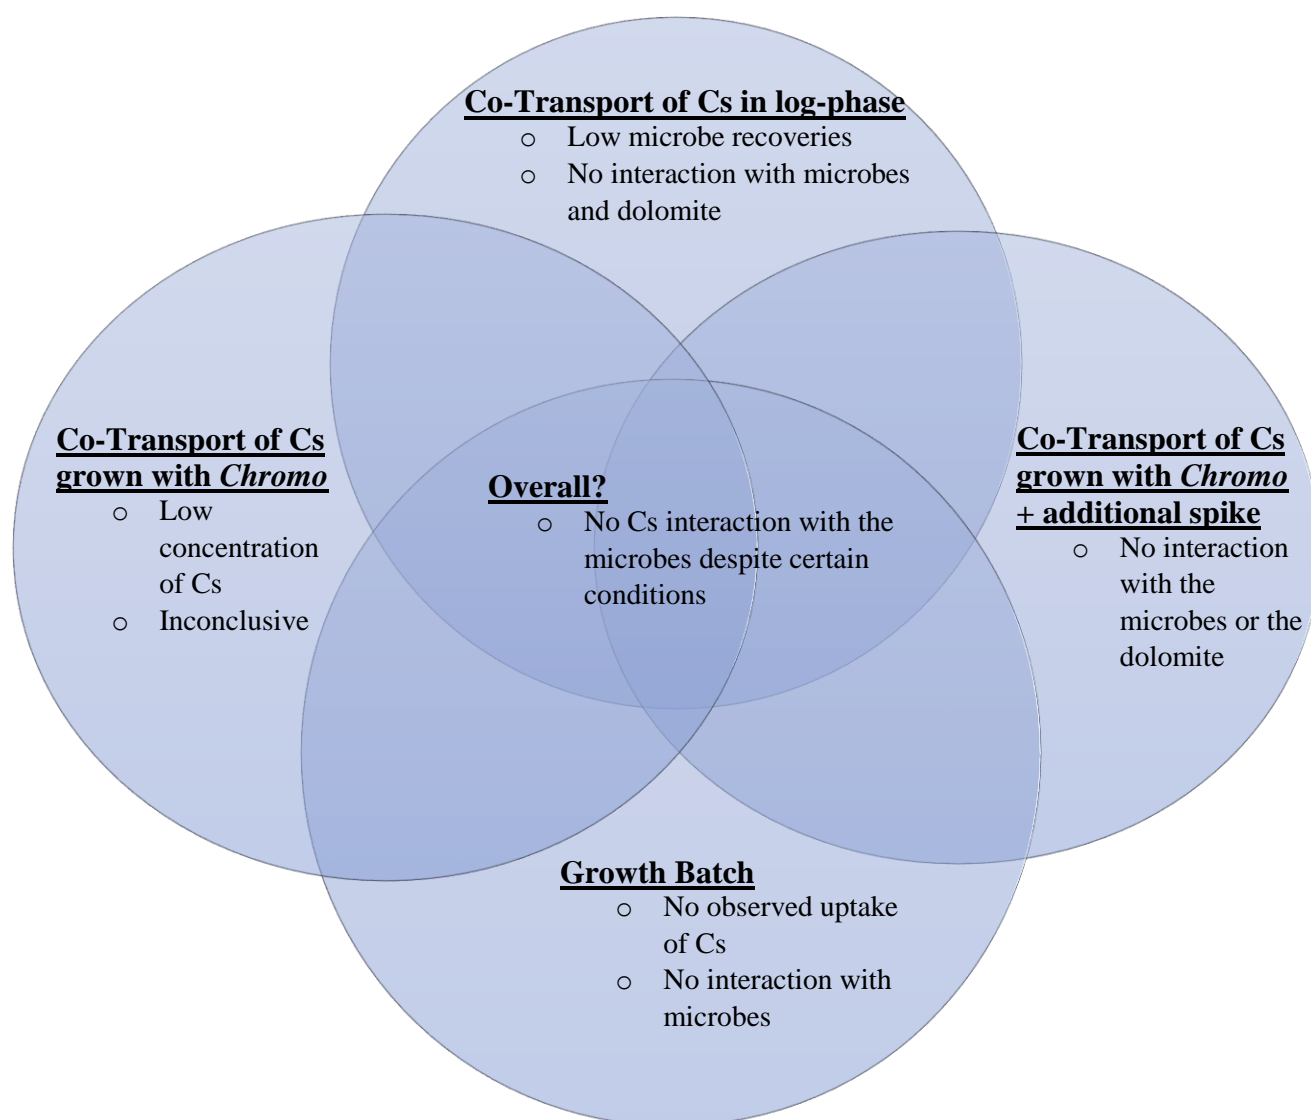 Co-Transport of Cs in log-phase
o Low microbe recoveries
o No interaction with microbes
and dolomite
Co-Transport of Cs
grown with Chromo
o Low
concentration
of Cs
o Inconclusive
Overall?
o No Cs interaction with the
microbes despite certain
conditions
Co-Transport of Cs
grown with Chromo
+ additional spike
o No interaction
with the
microbes or the
dolomite
Growth Batch
o No observed uptake
of Cs
o No interaction with
microbes